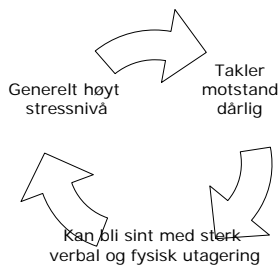 Generelt høyt
stressnivå
Takler
motstand
dårlig
Kan bli sint med sterk
verbal og fysisk utagering